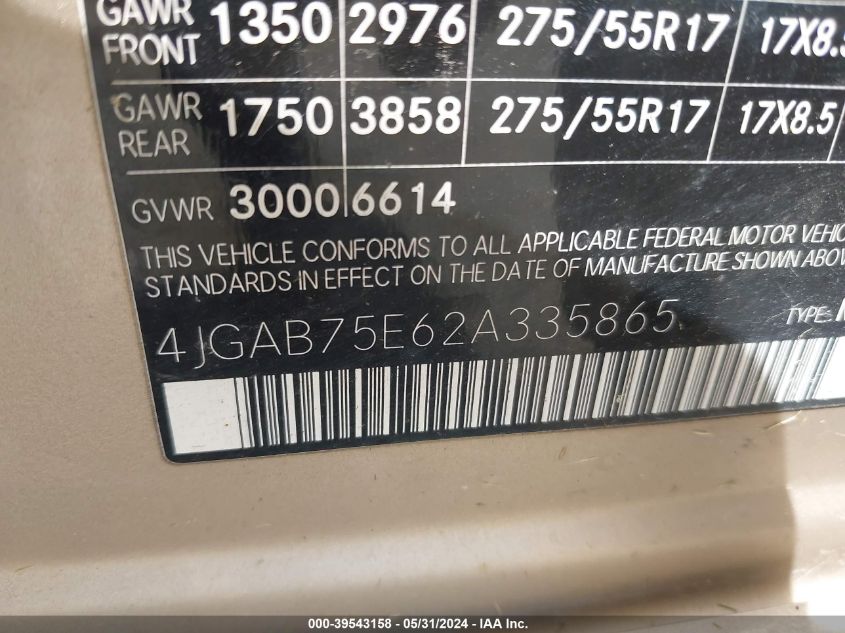 GAWR FRONT 1350 2976 275/55R17 17X8.5
GAWR REAR 1750 3858 275/55R17 17X8.5
GVWR 3000 6614
THIS VEHICLE CONFORMS TO ALL APPLICABLE FEDERAL MOTOR
STANDARDS IN EFFECT ON THE DATE OF MANUFACTURE SHOWN
4JGAB75E62A335865 TYPE:
000-39543158 - 05/31/2024 - IAA Inc.